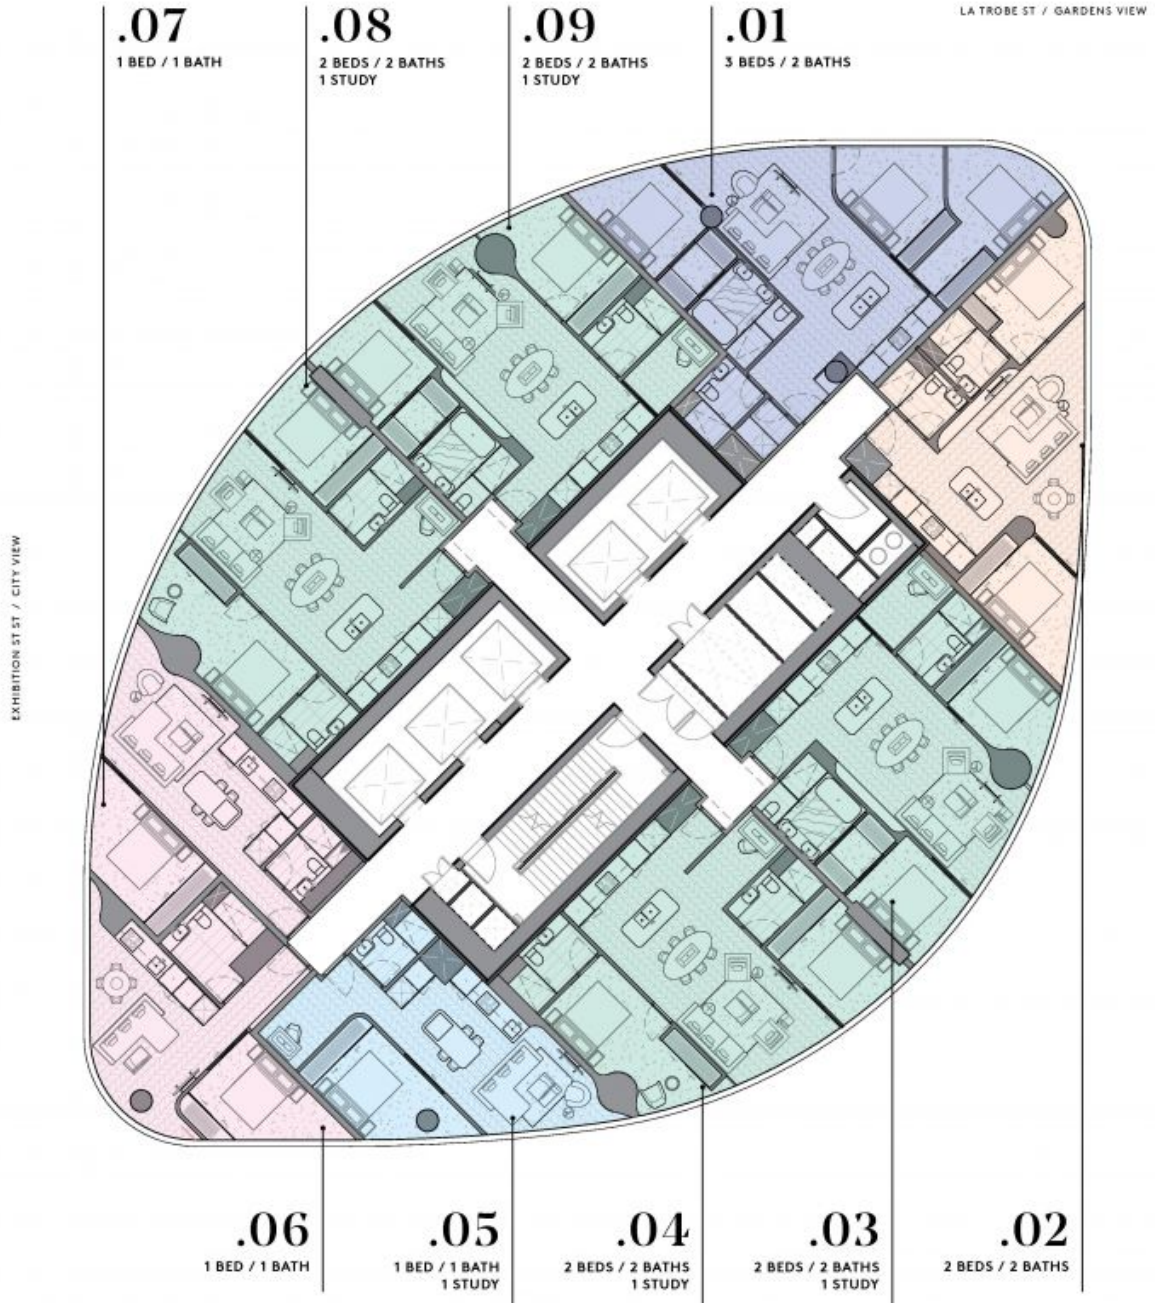 LA TROBE ST / GARDENS VIEW
.07
1 BED / 1 BATH
.08
2 BEDS / 2 BATHS
1 STUDY
.09
2 BEDS / 2 BATHS
1 STUDY
.01
3 BEDS / 2 BATHS
EXHIBITION ST ST / CITY VIEW
.06
1 BED / 1 BATH
.05
1 BED / 1 BATH
1 STUDY
.04
2 BEDS / 2 BATHS
1 STUDY
.03
2 BEDS / 2 BATHS
1 STUDY
.02
2 BEDS / 2 BATHS